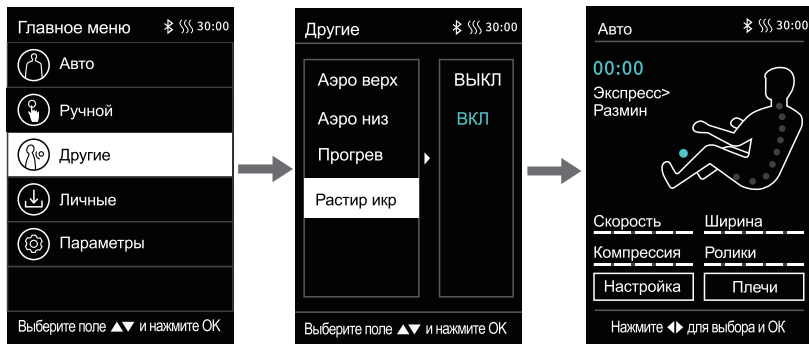 Главное меню 30:00
Авто
Ручной
Другие
Личные
Параметры
Выберите поле ▲▼ и нажмите OK
Другие 30:00
Аэро верх ВЫКЛ
Аэро низ ВКЛ
Прогрев
Растир икр
Выберите поле ▲▼ и нажмите OK
Авто 30:00
00:00
Экспресс>
Размин
Скорость Ширина
Компрессия Ролики
Настройка Плечи
Нажмите ◀▶ для выбора и ОК